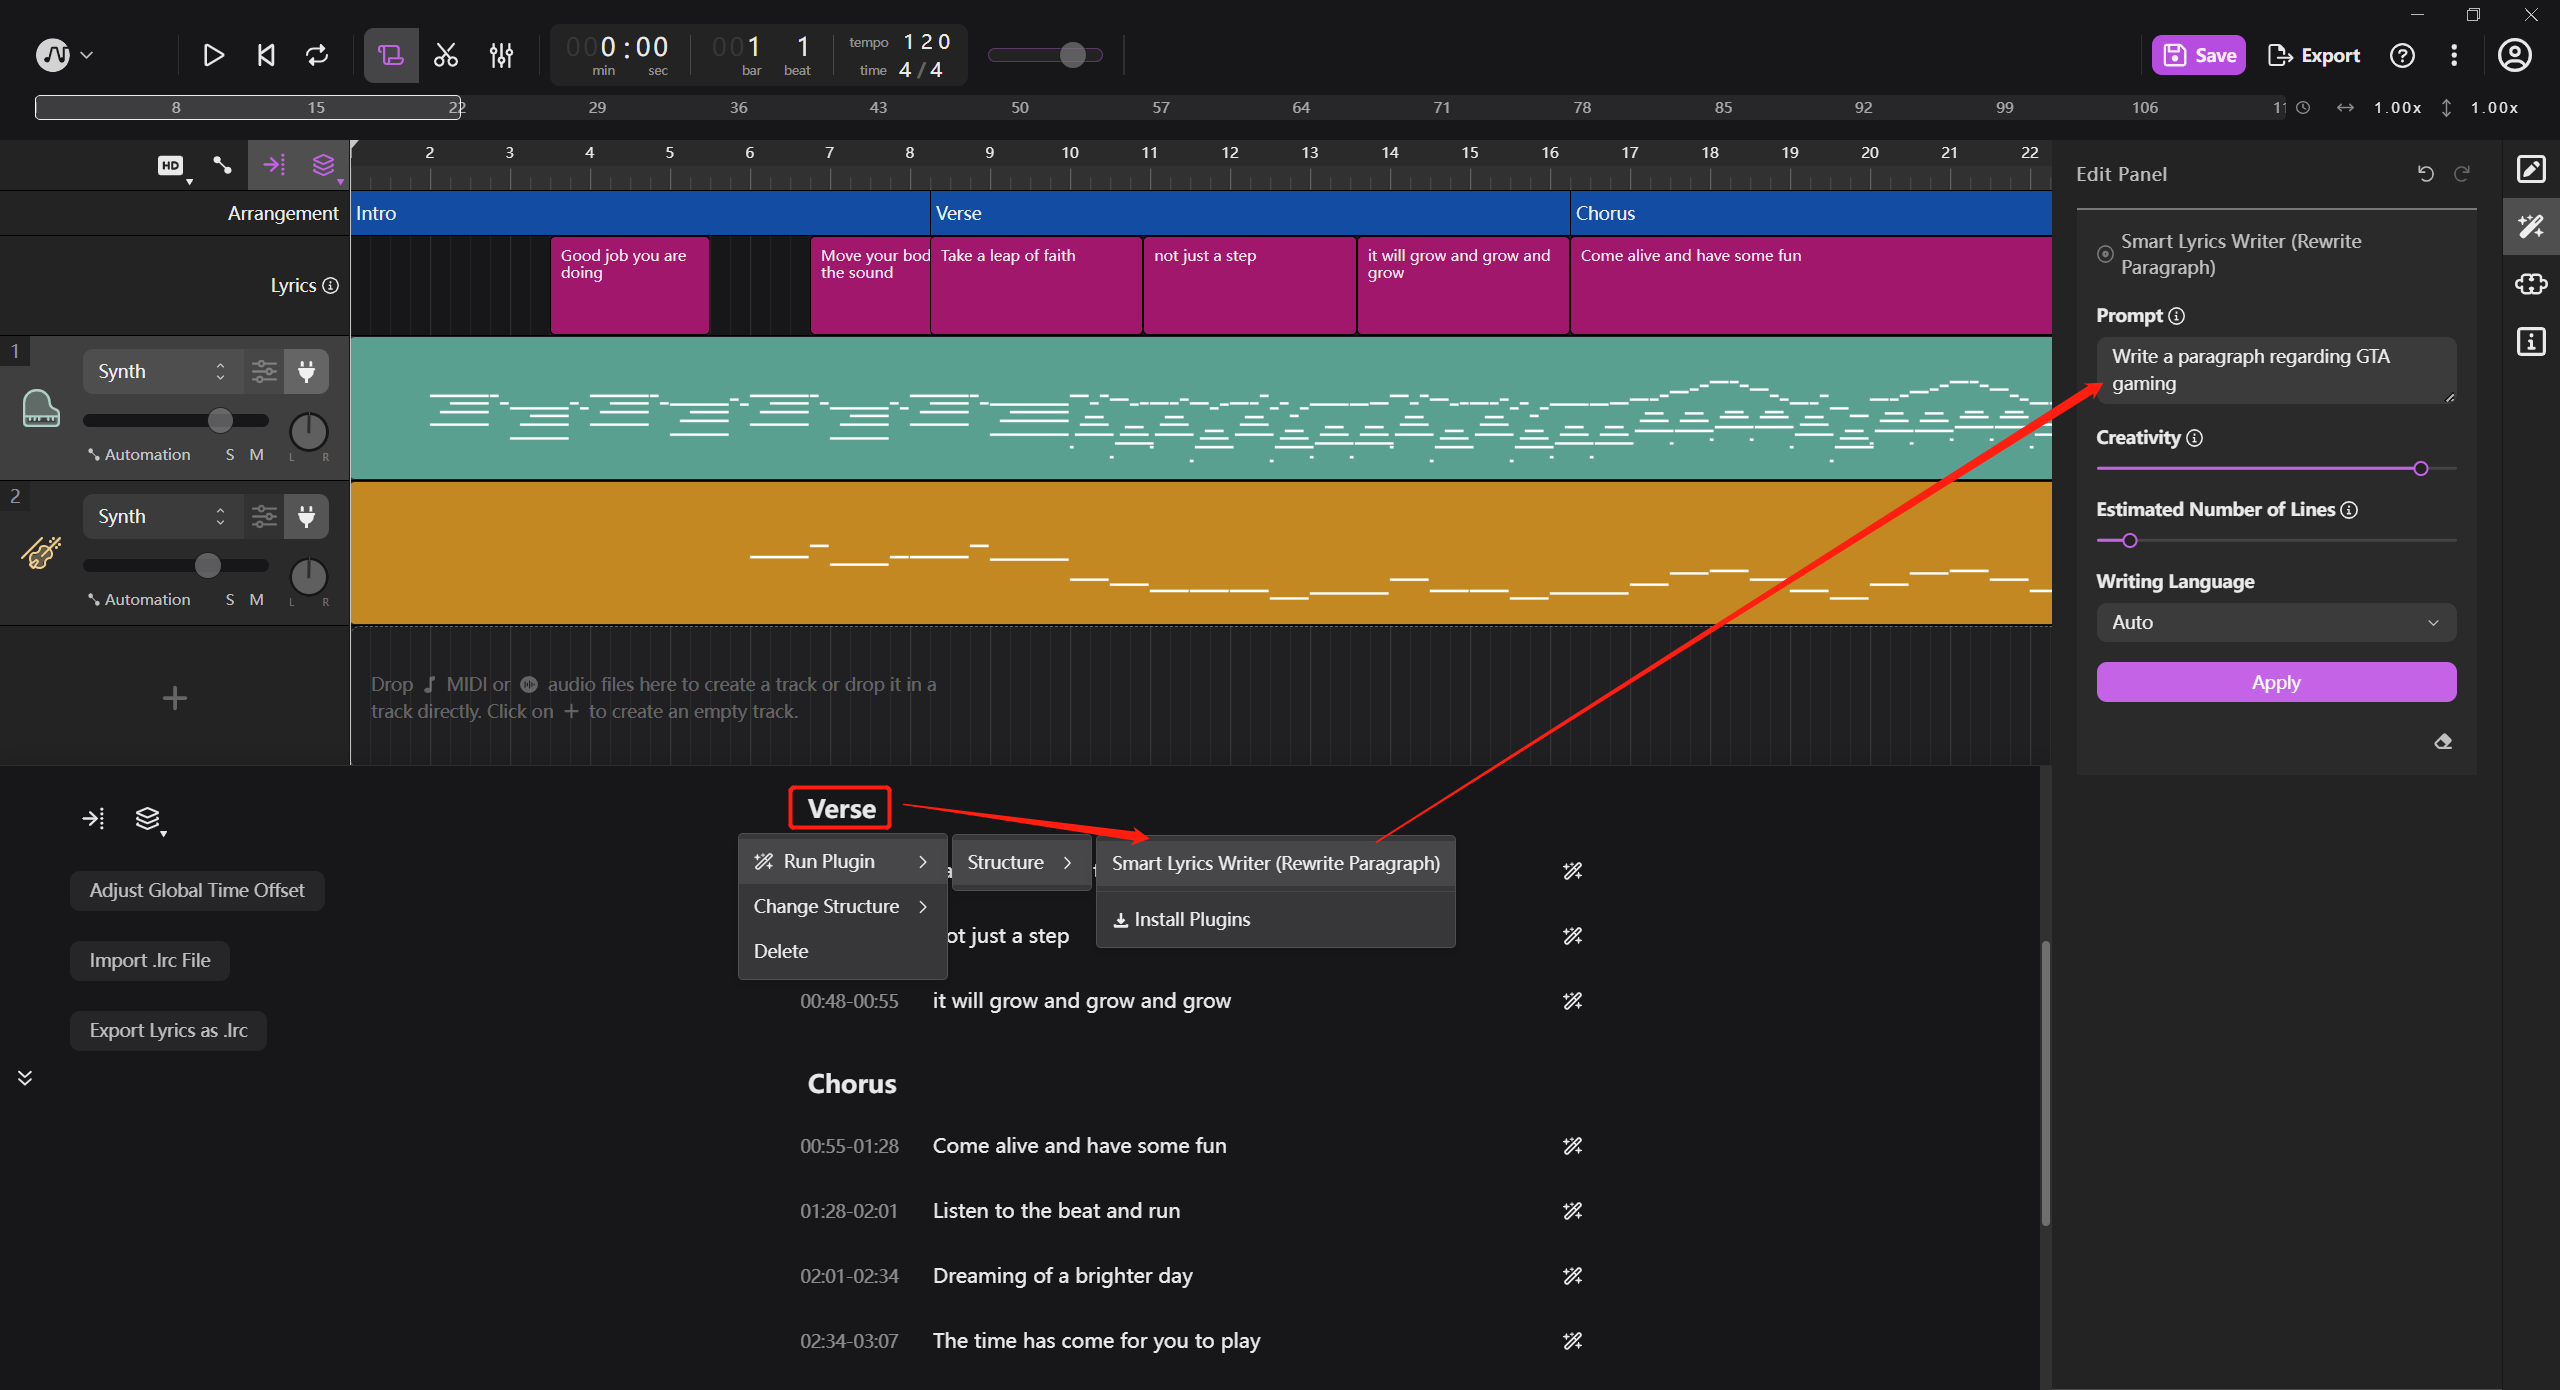 000:00
min sec
001 1
bar beat
tempo 120
time 4/4
Save
Export
8 15 22 29 36 43 50 57 64 71 78 85 92 99 106
1.00x
1.00x
HD
2 3 4 5 6 7 8 9 10 11 12 13 14 15 16 17 18 19 20 21 22
Arrangement
Intro
Verse
Chorus
Lyrics
Good job you are
doing
Move your bod
the sound
Take a leap of faith
not just a step
it will grow and grow and
grow
Come alive and have some fun
1
Synth
Automation
S M
L R
2
Synth
Automation
S M
L R
Drop MIDI or audio files here to create a track or drop it in a
track directly. Click on + to create an empty track.
Edit Panel
Smart Lyrics Writer (Rewrite
Paragraph)
Prompt
Write a paragraph regarding GTA
gaming
Creativity
Estimated Number of Lines
Writing Language
Auto
Apply
Adjust Global Time Offset
Import .lrc File
Export Lyrics as .lrc
Verse
Run Plugin
Change Structure
Delete
Structure
Smart Lyrics Writer (Rewrite Paragraph)
Install Plugins
ot just a step
00:48-00:55 it will grow and grow and grow
Chorus
00:55-01:28 Come alive and have some fun
01:28-02:01 Listen to the beat and run
02:01-02:34 Dreaming of a brighter day
02:34-03:07 The time has come for you to play